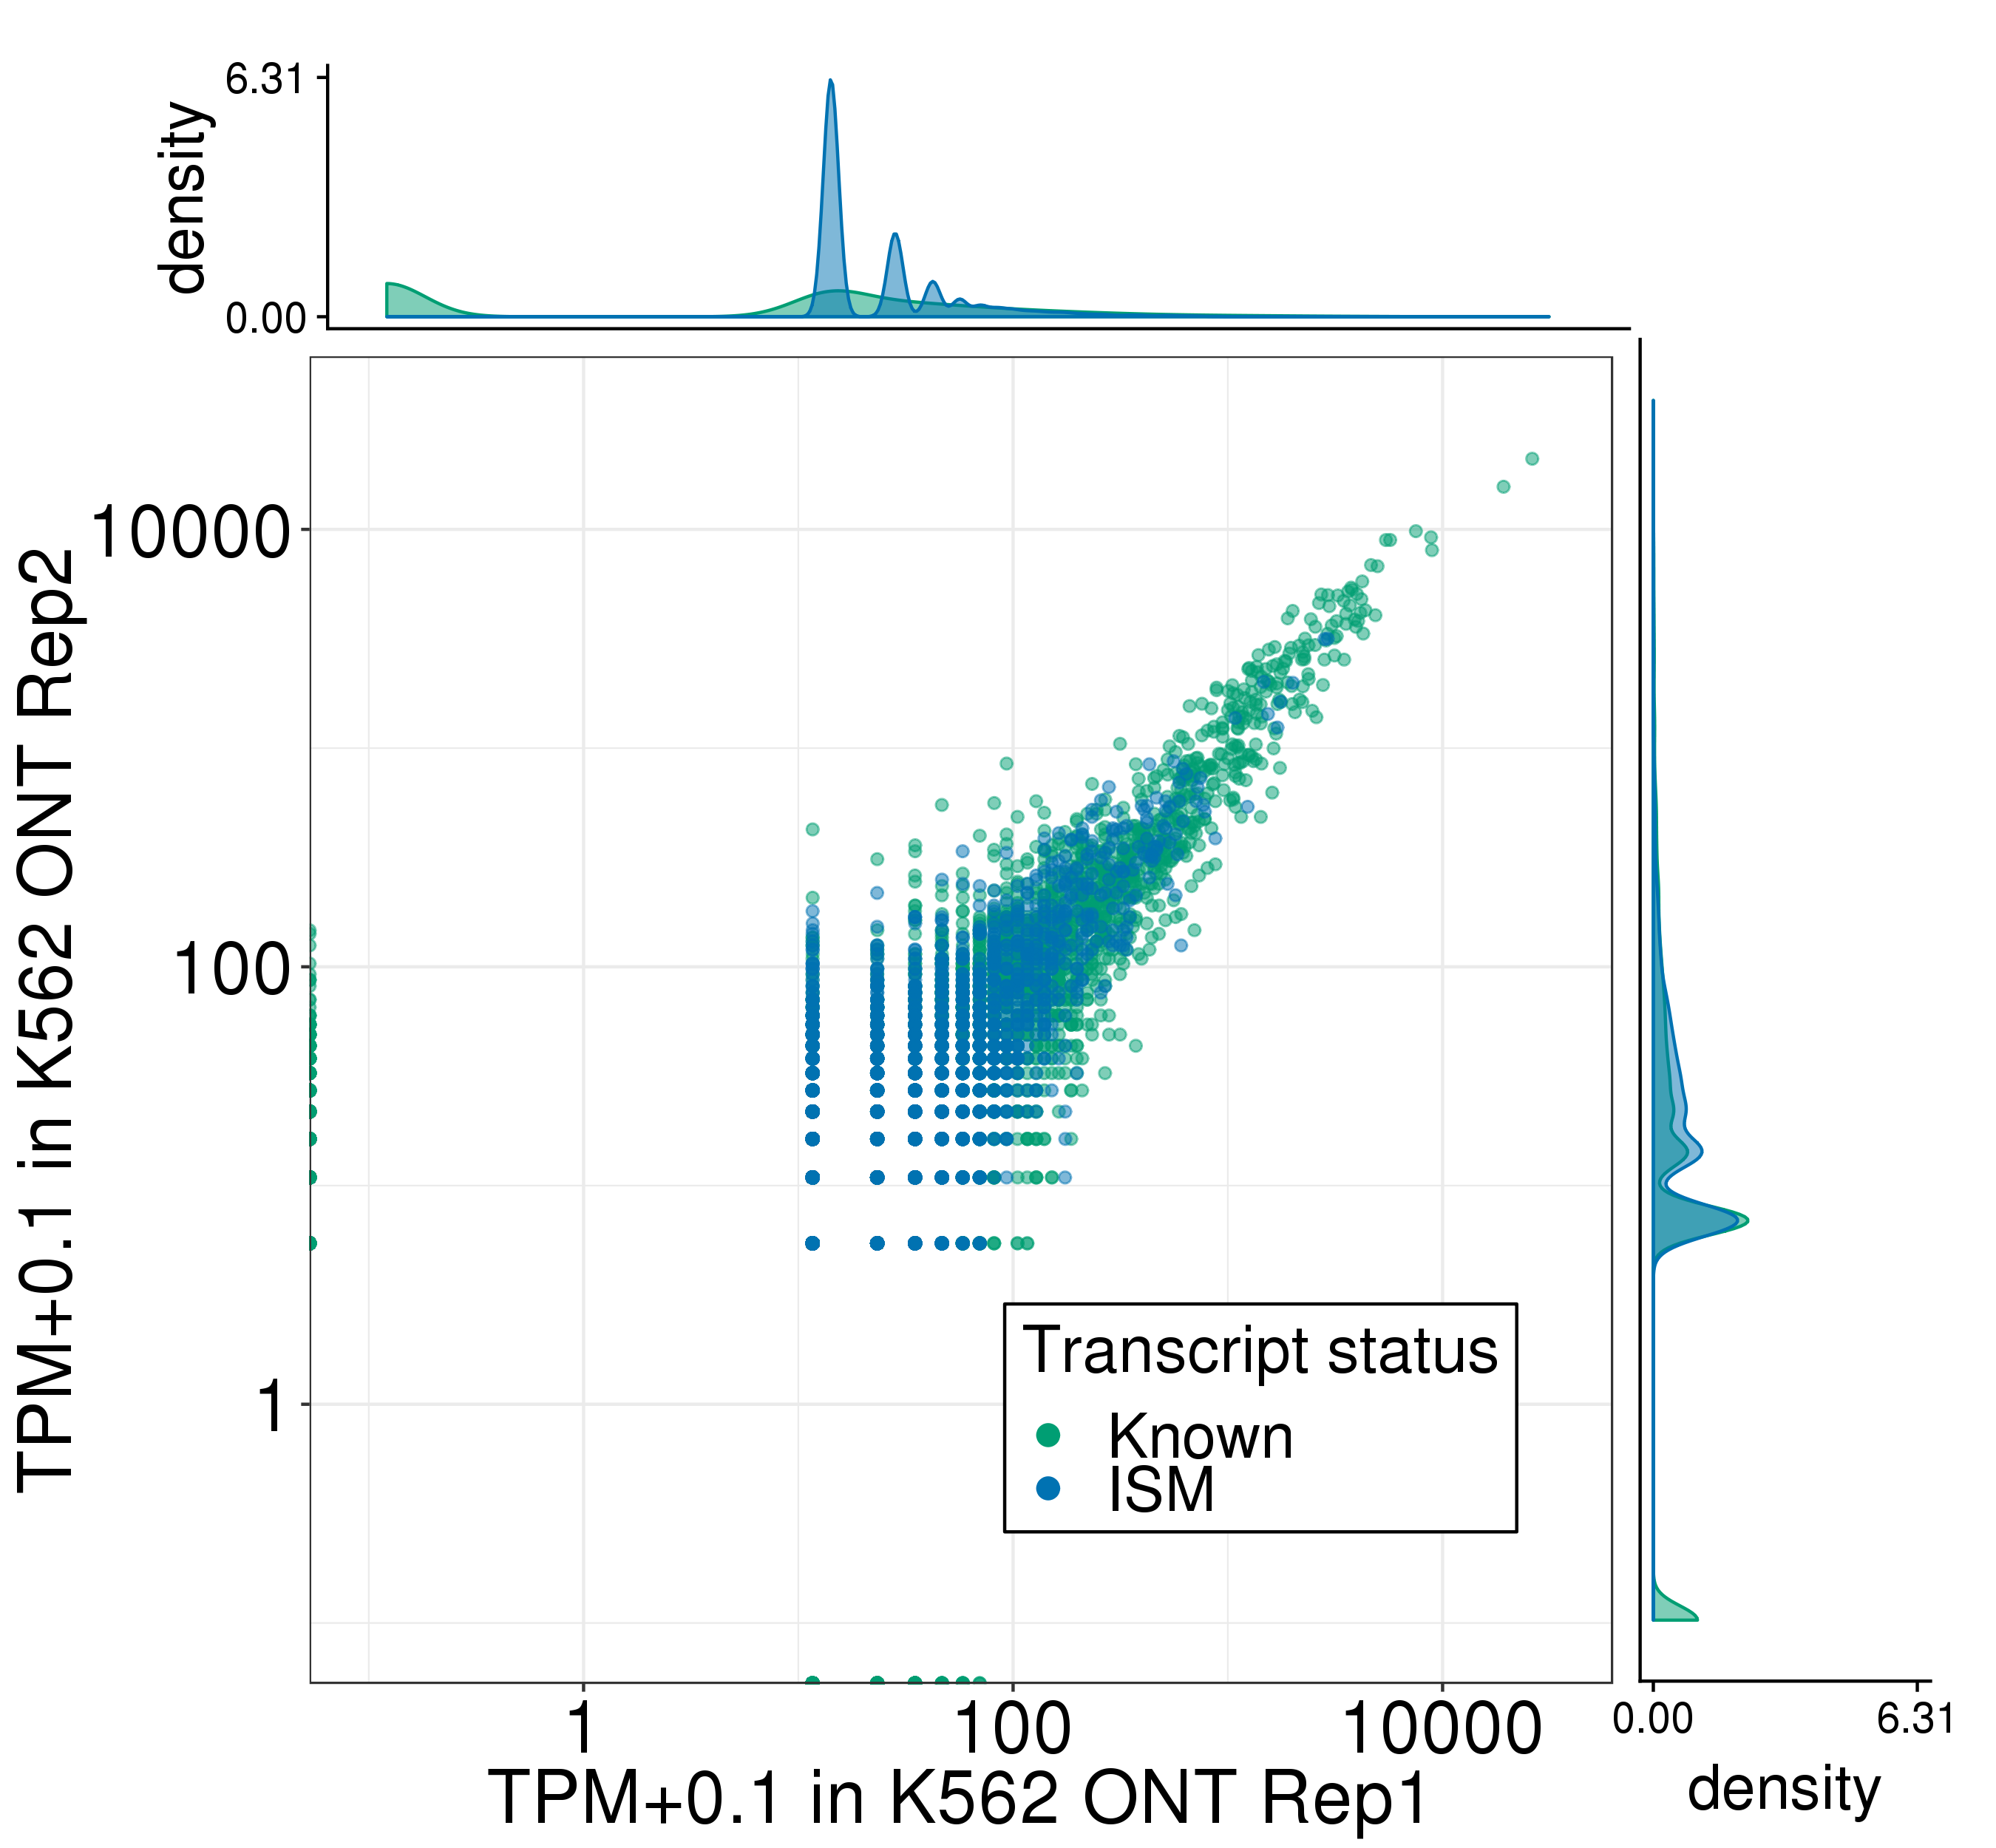 density
6.31
0.00
TPM+0.1 in K562 ONT Rep2
10000
100
1
Transcript status
Known
ISM
1
100
10000
TPM+0.1 in K562 ONT Rep1
0.00
6.31
density